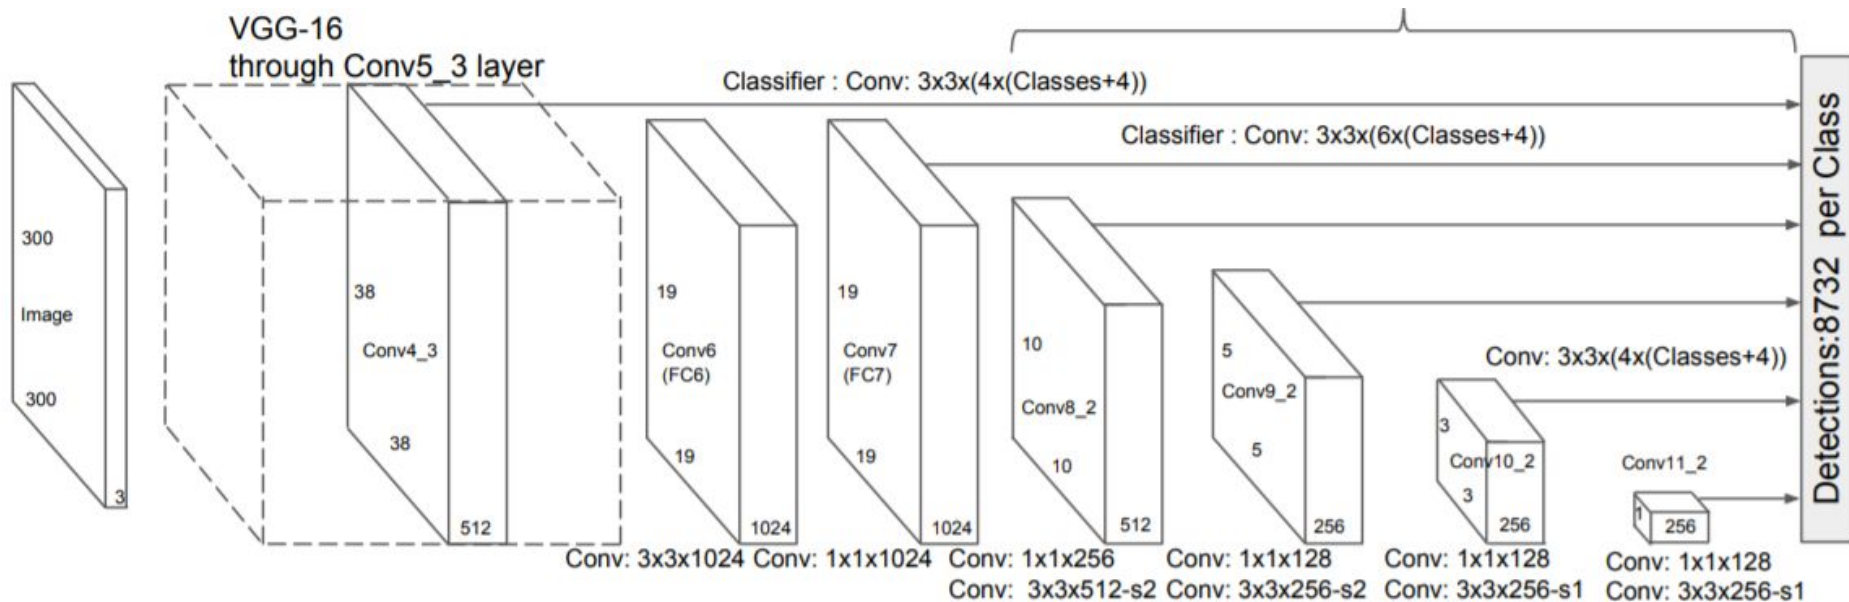 VGG-16
through Conv5_3 layer
Classifier : Conv: 3x3x(4x(Classes+4))
Classifier : Conv: 3x3x(6x(Classes+4))
Conv: 3x3x(4x(Classes+4))
300
Image
300
3
38
Conv4_3
38
512
19
Conv6
(FC6)
19
1024
19
Conv7
(FC7)
19
1024
10
Conv8_2
10
512
5
Conv9_2
5
256
3
Conv10_2
3
256
Conv11_2
1
256
Detections:8732 per Class
Conv: 3x3x1024
Conv: 1x1x1024
Conv: 1x1x256
Conv: 3x3x512-s2
Conv: 1x1x128
Conv: 3x3x256-s2
Conv: 1x1x128
Conv: 3x3x256-s1
Conv: 1x1x128
Conv: 3x3x256-s1